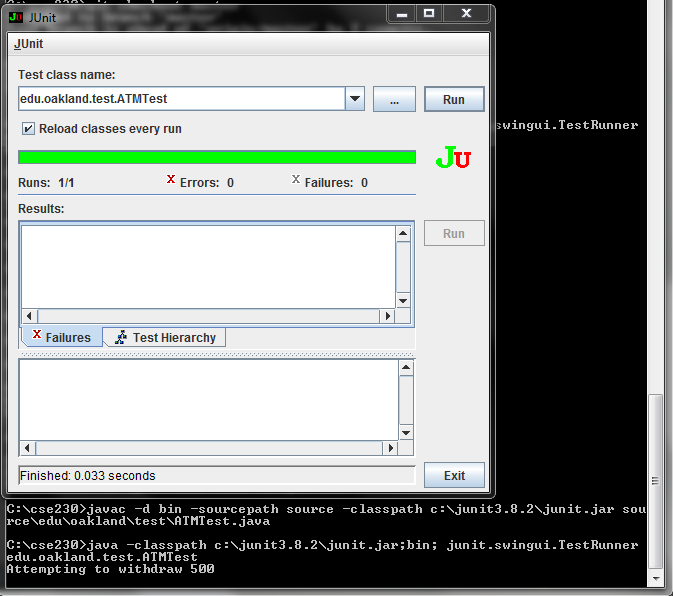 JUnit
JUnit
Test class name:
edu.oakland.test.ATMTest
...
Run
Reload classes every run
swingui.TestRunner
JU
Runs: 1/1
X Errors: 0
X Failures: 0
Results:
Run
X Failures
Test Hierarchy
Finished: 0.033 seconds
Exit
C:\cse230>javac -d bin -sourcepath source -classpath c:\junit3.8.2\junit.jar sou
rce\edu\oakland\test\ATMTest.java
C:\cse230>java -classpath c:\junit3.8.2\junit.jar;bin; junit.swingui.TestRunner
edu.oakland.test.ATMTest
Attempting to withdraw 500